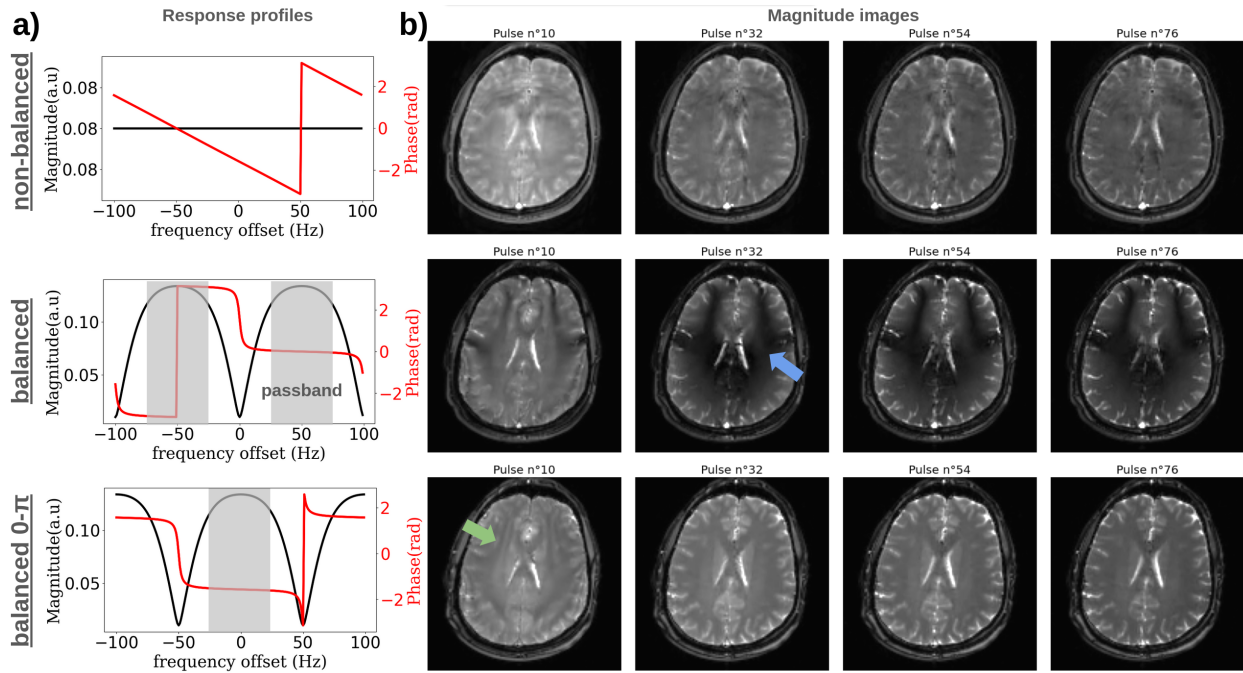 a)
Response profiles
b)
Magnitude images
non-balanced
Magnitude(a.u)
0.08
0.08
0.08
2
0
−2
Phase(rad)
−100 −50 0 50 100
frequency offset (Hz)
Pulse n°10
Pulse n°32
Pulse n°54
Pulse n°76
balanced
Magnitude(a.u)
0.10
0.05
passband
2
0
−2
Phase(rad)
−100 −50 0 50 100
frequency offset (Hz)
Pulse n°10
Pulse n°32
Pulse n°54
Pulse n°76
balanced 0-π
Magnitude(a.u)
0.10
0.05
2
0
−2
Phase(rad)
−100 −50 0 50 100
frequency offset (Hz)
Pulse n°10
Pulse n°32
Pulse n°54
Pulse n°76